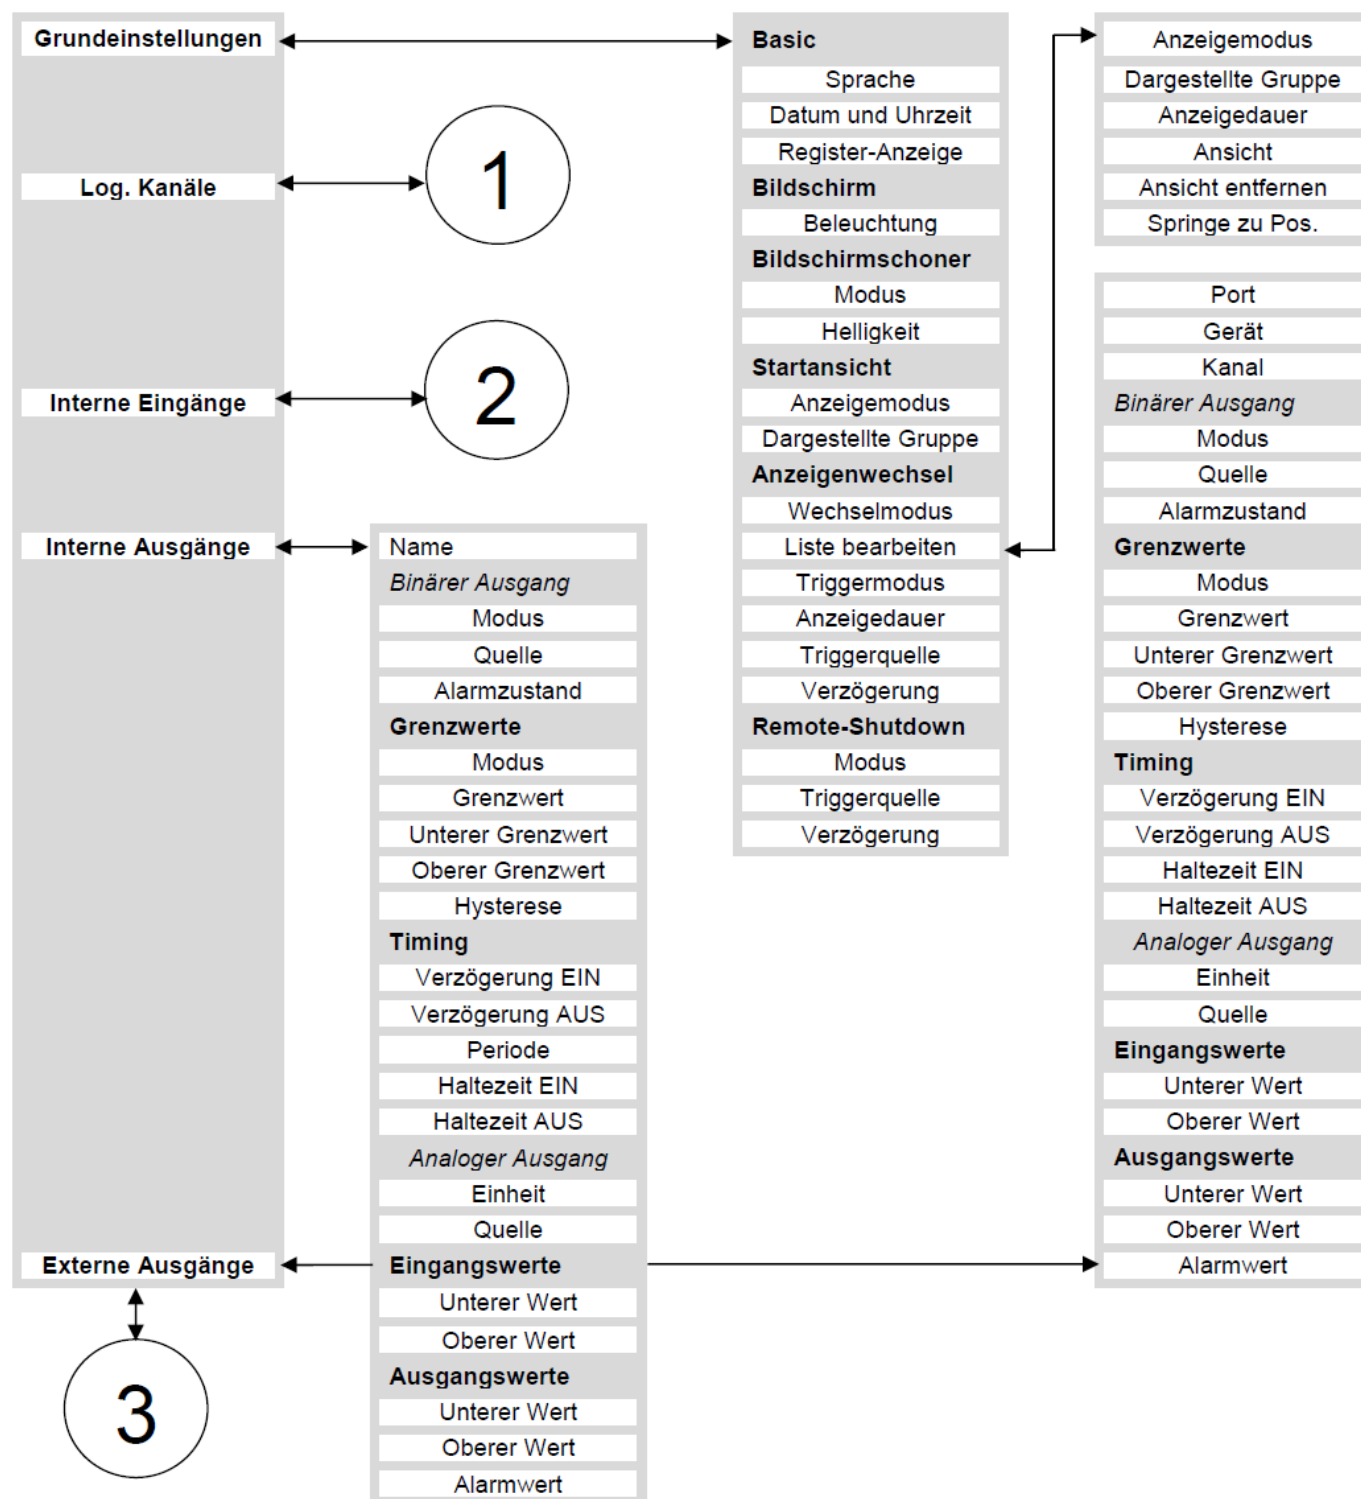 Grundeinstellungen
Log. Kanäle
1
Interne Eingänge
2
Interne Ausgänge
Externe Ausgänge
3
Name
Binärer Ausgang
Modus
Quelle
Alarmzustand
Grenzwerte
Modus
Grenzwert
Unterer Grenzwert
Oberer Grenzwert
Hysterese
Timing
Verzögerung EIN
Verzögerung AUS
Periode
Haltezeit EIN
Haltezeit AUS
Analoger Ausgang
Einheit
Quelle
Eingangswerte
Unterer Wert
Oberer Wert
Ausgangswerte
Unterer Wert
Oberer Wert
Alarmwert
Basic
Sprache
Datum und Uhrzeit
Register-Anzeige
Bildschirm
Beleuchtung
Bildschirmschoner
Modus
Helligkeit
Startansicht
Anzeigemodus
Dargestellte Gruppe
Anzeigenwechsel
Wechselmodus
Liste bearbeiten
Triggermodus
Anzeigedauer
Triggerquelle
Verzögerung
Remote-Shutdown
Modus
Triggerquelle
Verzögerung
Anzeigemodus
Dargestellte Gruppe
Anzeigedauer
Ansicht
Ansicht entfernen
Springe zu Pos.
Port
Gerät
Kanal
Binärer Ausgang
Modus
Quelle
Alarmzustand
Grenzwerte
Modus
Grenzwert
Unterer Grenzwert
Oberer Grenzwert
Hysterese
Timing
Verzögerung EIN
Verzögerung AUS
Haltezeit EIN
Haltezeit AUS
Analoger Ausgang
Einheit
Quelle
Eingangswerte
Unterer Wert
Oberer Wert
Ausgangswerte
Unterer Wert
Oberer Wert
Alarmwert